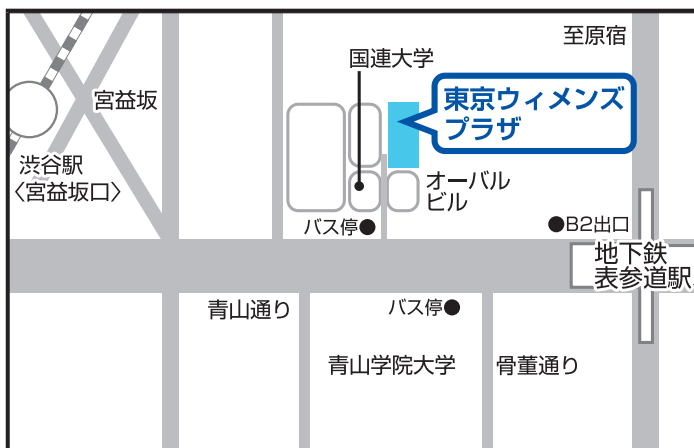 至原宿
国連大学
宮益坂
東京ウィメンズ
プラザ
渋谷駅
〈宮益坂口〉
オーバル
ビル
バス停●
●B2出口
地下鉄
表参道駅
青山通り
バス停●
青山学院大学
骨董通り